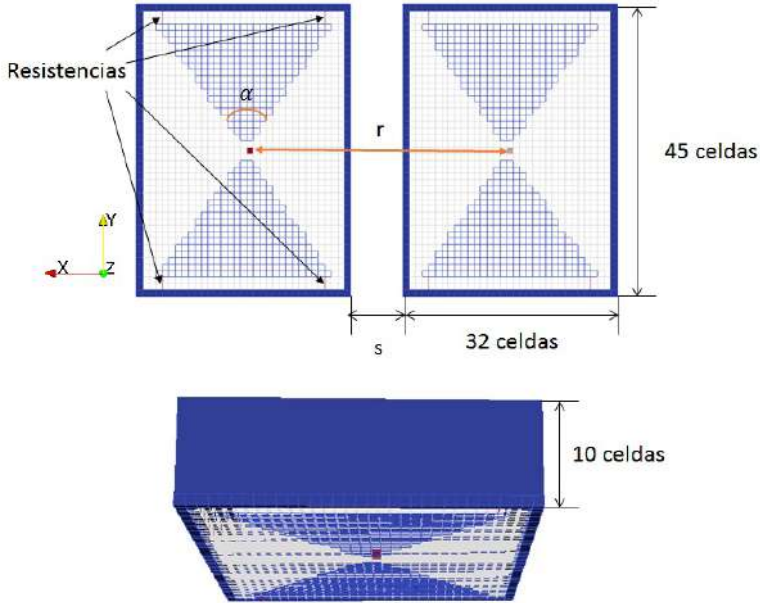 Resistencias
α
r
45 celdas
Y
X
Z
s
32 celdas
10 celdas